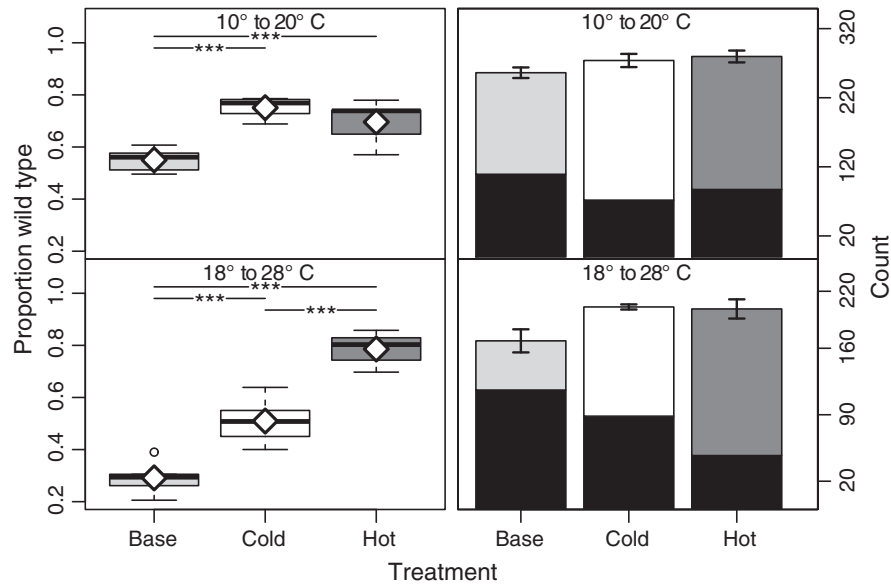 10° to 20° C
10° to 20° C
1.0
0.8
0.6
0.4
0.2
***
***
320
220
120
20
18° to 28° C
18° to 28° C
1.0
0.8
0.6
0.4
0.2
***
***
***
220
160
90
20
Proportion wild type
Count
Base
Cold
Hot
Base
Cold
Hot
Treatment